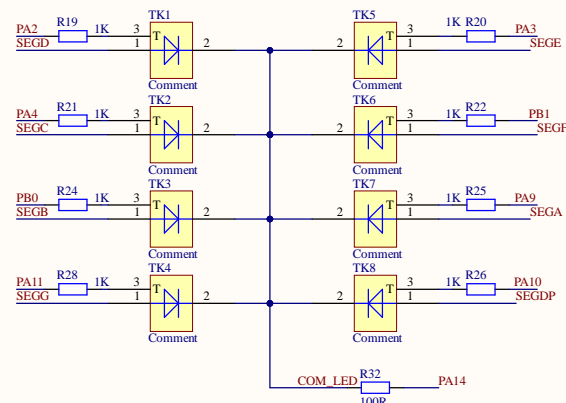 TK1 TK5
PA2 R19 1K 3 T 3 1K R20 PA3
SEGD 1 2 2 T 1 SEGE
Comment Comment
TK2 TK6
PA4 R21 1K 3 T 3 1K R22 PB1
SEGC 1 2 2 T 1 SEGF
Comment Comment
TK3 TK7
PB0 R24 1K 3 T 3 1K R25 PA9
SEGB 1 2 2 T 1 SEGA
Comment Comment
TK4 TK8
PA11 R28 1K 3 T 3 1K R26 PA10
SEGG 1 2 2 T 1 SEGDP
Comment Comment
COM_LED R32 PA14
100R